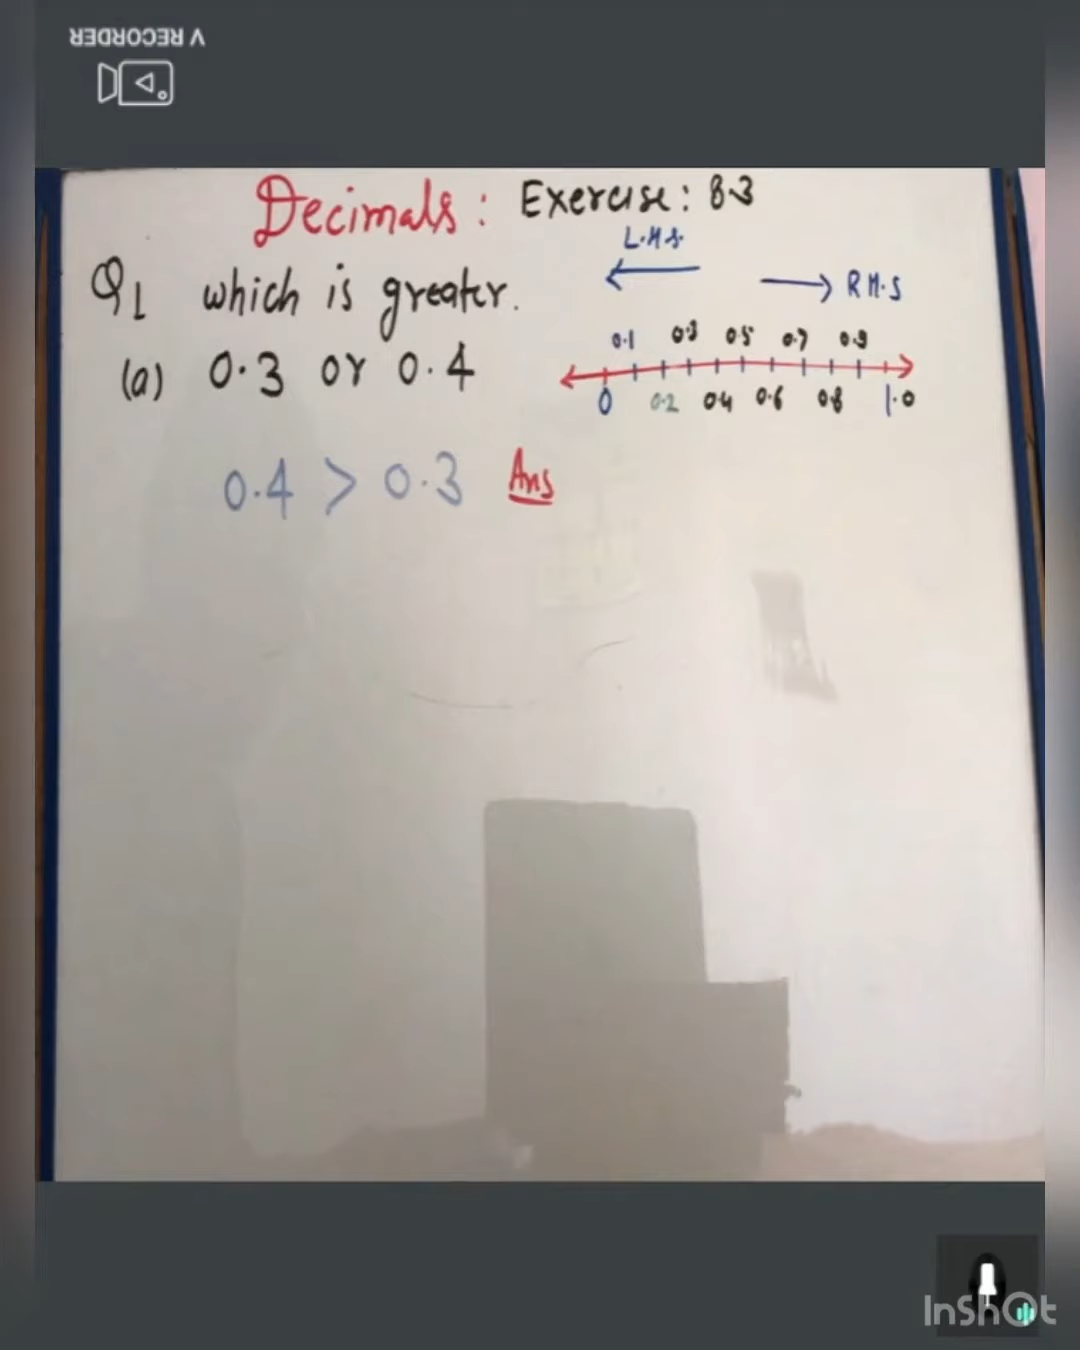 V RECORDER
Decimals: Exercise: 8.3
L.H.S.
R.H.S
Q1 which is greater.
0.1 0.3 0.5 0.7 0.9
(a) 0.3 or 0.4
0 0.2 0.4 0.6 0.8 1.0
0.4 > 0.3 Ans
InShOt